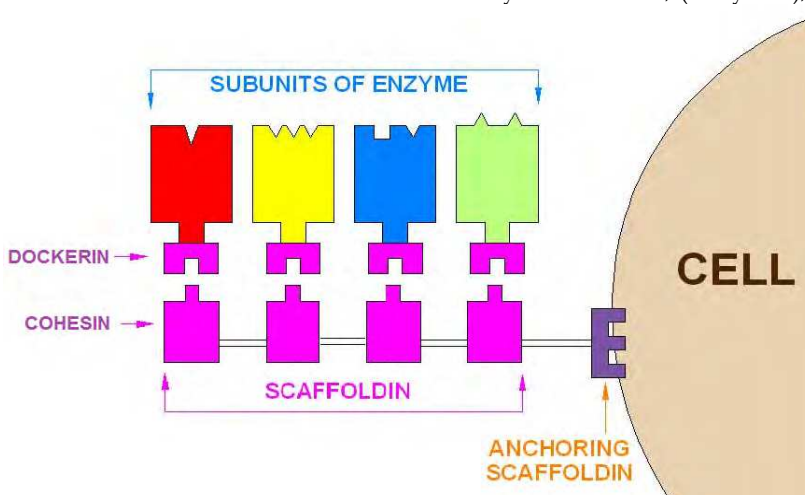 SUBUNITS OF ENZYME
DOCKERIN
CELL
COHESIN
SCAFFOLDIN
ANCHORING
SCAFFOLDIN